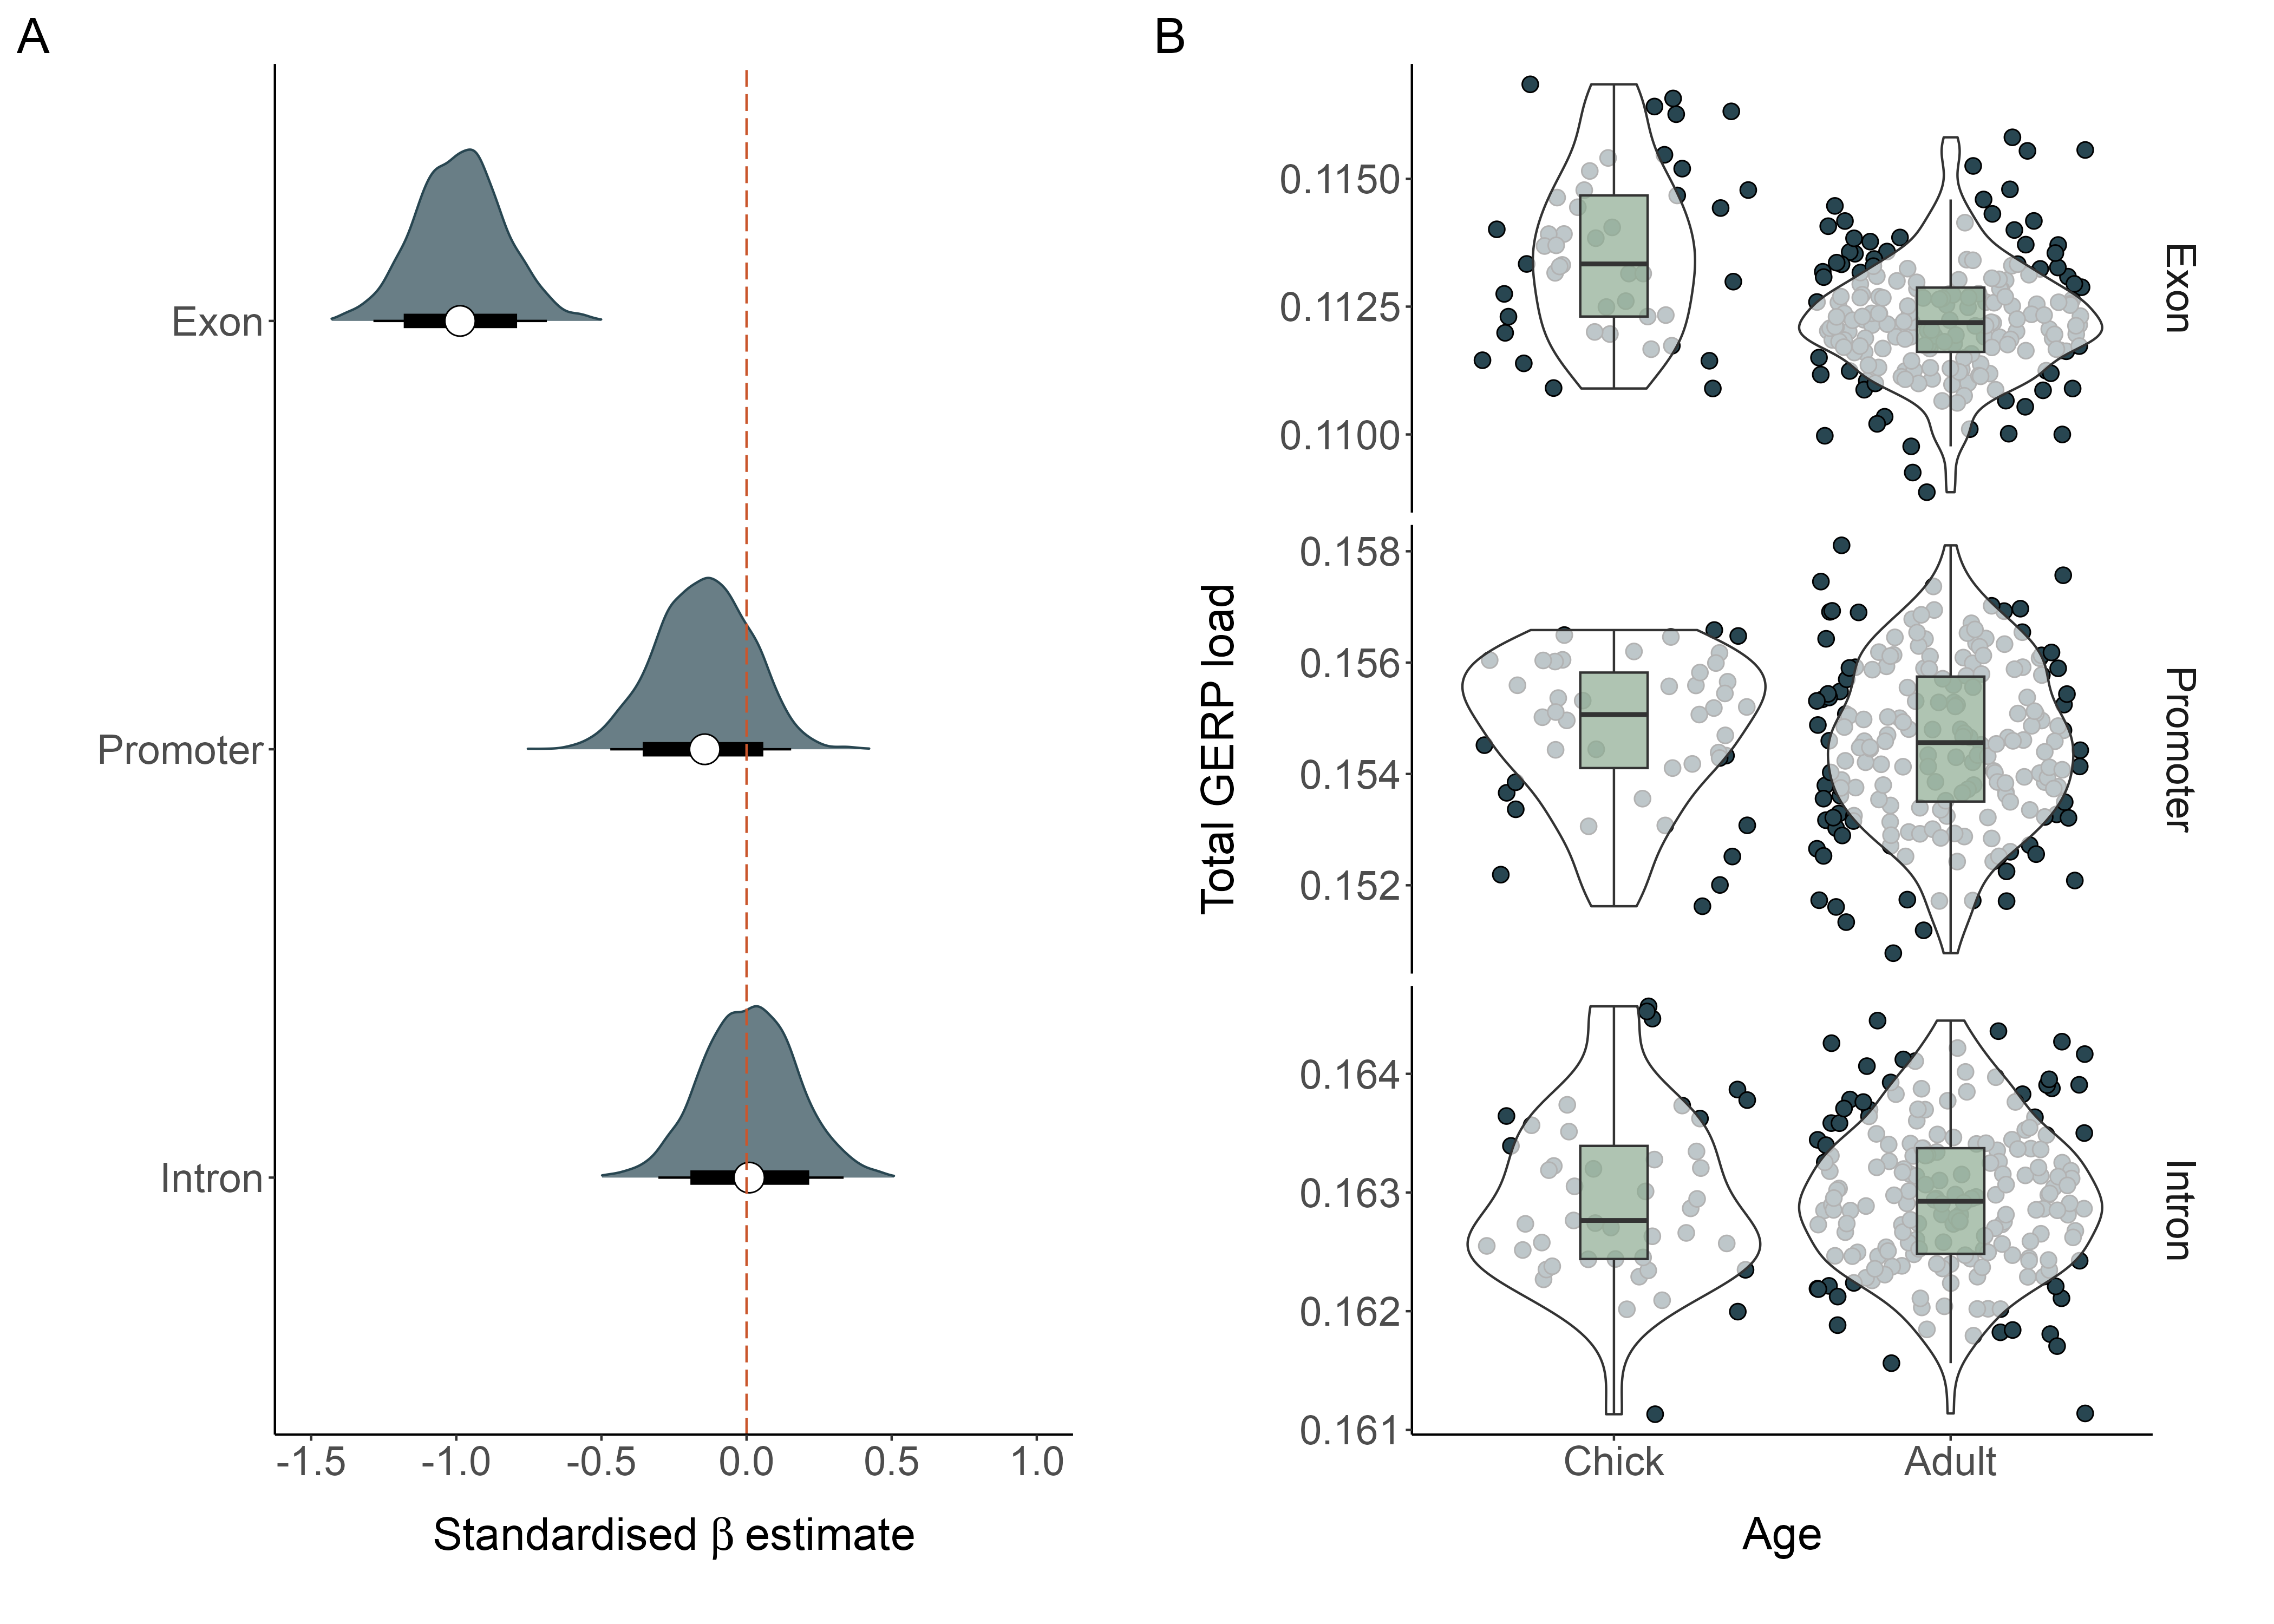 A
Exon
Promoter
Intron
-1.5 -1.0 -0.5 0.0 0.5 1.0
Standardised β estimate
B
Total GERP load
0.1150
0.1125
0.1100
Exon
0.158
0.156
0.154
0.152
Promoter
0.164
0.163
0.162
0.161
Intron
Chick Adult
Age